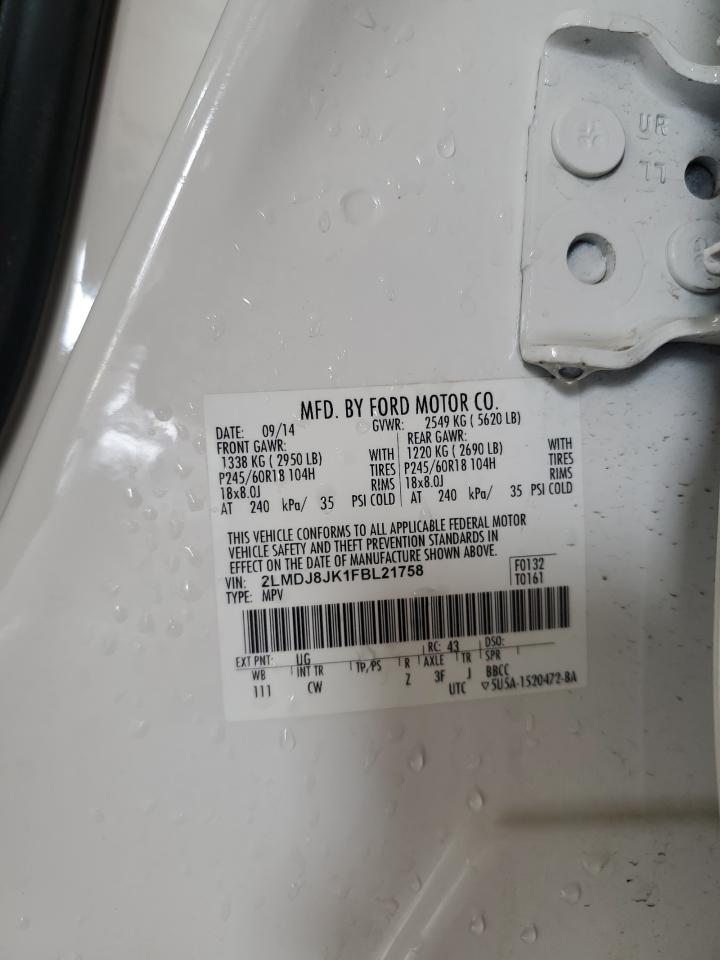 UR
TT
MFD. BY FORD MOTOR CO.
DATE: 09/14 GVWR: 2549 KG ( 5620 LB)
FRONT GAWR: REAR GAWR:
1338 KG ( 2950 LB) WITH 1220 KG ( 2690 LB) WITH
P245/60R18 104H TIRES P245/60R18 104H TIRES
18x8.0J RIMS 18x8.0J RIMS
AT 240 kPa/ 35 PSI COLD AT 240 kPa/ 35 PSI COLD
THIS VEHICLE CONFORMS TO ALL APPLICABLE FEDERAL MOTOR
VEHICLE SAFETY AND THEFT PREVENTION STANDARDS IN
EFFECT ON THE DATE OF MANUFACTURE SHOWN ABOVE.
VIN: 2LMDJ8JK1FBL21758 F0132
TYPE: MPV T0161
EXT PNT: UG RC: 43 DSO:
WB INT TR TP/PS R AXLE TR SPR
111 CW Z 3F J BBCC
UTC ▽5U5A-1520472-BA